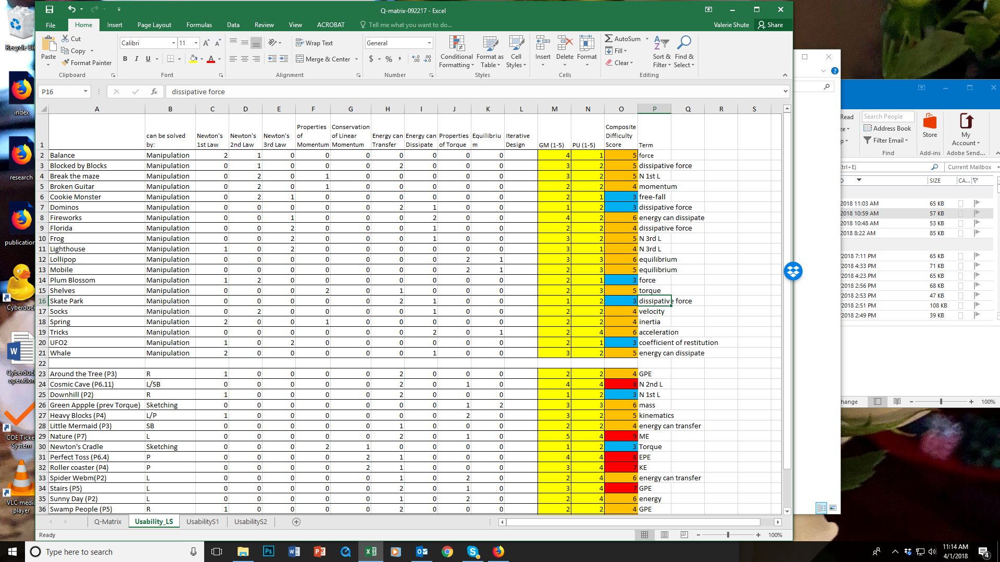 Q-matrix-092217 - Excel
File Home Insert Page Layout Formulas Data Review View ACROBAT Tell me what you want to do... Valerie Shute Share
Paste Cut Copy Format Painter Clipboard
Calibri 11 B I U Font
Wrap Text Merge & Center Alignment
General $ % Number
Conditional Formatting Format as Table Cell Styles Styles
Insert Delete Format Cells
AutoSum Fill Clear Sort & Filter Find & Select Editing
P16 fx dissipative force
A B C D E F G H I J K L M N O P Q R S
1 can be solved by: Newton's 1st Law Newton's 2nd Law Newton's 3rd Law Properties of Momentum Conservation of Linear Momentum Energy can Transfer Energy can Dissipate Properties of Torque Equilibriu m Iterative Design GM (1-5) PU (1-5) Composite Difficulty Score Term
2 Balance Manipulation 2 1 0 0 0 0 0 0 0 4 1 5 force
3 Blocked by Blocks Manipulation 0 1 0 0 0 2 0 0 0 3 2 5 dissipative force
4 Break the maze Manipulation 0 2 0 1 0 0 0 0 0 3 2 5 N 1st L
5 Broken Guitar Manipulation 0 2 0 1 0 0 0 0 0 2 2 4 momentum
6 Cookie Monster Manipulation 0 2 1 0 0 0 0 0 0 2 1 3 free-fall
7 Dominos Manipulation 0 0 0 0 0 2 1 0 0 1 2 3 dissipative force
8 Fireworks Manipulation 0 0 1 0 0 0 2 0 0 4 2 6 energy can dissipate
9 Florida Manipulation 0 0 2 0 0 0 1 0 0 2 2 4 dissipative force
10 Frog Manipulation 0 0 2 0 0 0 1 0 0 3 2 5 N 3rd L
11 Lighthouse Manipulation 1 0 2 0 0 0 0 0 0 3 1 4 N 3rd L
12 Lollipop Manipulation 0 0 0 0 0 0 0 2 1 3 3 6 equilibrium
13 Mobile Manipulation 0 0 0 0 0 0 0 2 1 2 3 5 equilibrium
14 Plum Blossom Manipulation 1 2 0 0 0 0 0 0 0 2 1 3 force
15 Shelves Manipulation 0 0 0 2 0 1 0 0 0 2 3 5 torque
16 Skate Park Manipulation 0 0 0 0 0 2 1 0 0 1 2 3 dissipative force
17 Socks Manipulation 0 2 0 0 0 0 1 0 0 2 2 4 velocity
18 Spring Manipulation 2 0 0 1 0 0 0 0 0 2 2 4 inertia
19 Tricks Manipulation 0 0 0 0 0 0 2 0 1 2 4 6 acceleration
20 UFO2 Manipulation 1 0 2 0 0 0 0 0 0 2 1 3 coefficient of restitution
21 Whale Manipulation 2 0 0 0 0 0 1 0 0 3 2 5 energy can dissipate
22
23 Around the Tree (P3) R 1 0 0 0 0 2 0 0 0 2 2 4 GPE
24 Cosmic Cave (P6.11) L/SB 0 0 0 0 0 2 0 1 0 4 4 8 N 2nd L
25 Downhill (P2) R 1 0 0 0 0 2 0 0 0 1 2 3 N 1st L
26 Green Appple (prev Torque) Sketching 0 0 0 0 0 0 0 1 2 3 3 6 mass
27 Heavy Blocks (P4) L/P 1 0 0 0 0 0 0 2 0 3 2 5 kinematics
28 Little Mermaid (P3) SB 0 0 0 0 0 1 0 0 0 2 2 4 energy can transfer
29 Nature (P7) L 0 0 0 0 0 2 0 1 0 5 4 9 ME
30 Newton's Cradle Sketching 0 0 0 2 1 0 0 0 0 1 2 3 Torque
31 Perfect Toss (P6.4) P 0 0 0 0 2 1 0 0 0 4 4 8 EPE
32 Roller coaster (P4) P 0 0 0 0 2 1 0 0 0 3 4 7 KE
33 Spider Webm(P2) L 0 0 0 0 0 1 0 2 0 2 4 6 energy can transfer
34 Stairs (P5) L 0 0 0 0 0 2 0 1 0 3 4 7 GPE
35 Sunny Day (P2) L 0 0 0 0 0 1 0 2 0 2 4 6 energy
36 Swamp People (P5) R 1 0 0 0 0 2 0 0 0 2 2 4 GPE
Q-Matrix Usability_LS UsabilityS1 UsabilityS2
Ready 100%
Recycle Bin
index
research
publication
Cyberduck
Cyberduck
operation
COE Ticket
System
VLC media
player
Read Search People
Address Book
Filter Email
Find
Store
Add-ins
My Account
Adobe Send...
trl+E) Current Mailbox
SIZE CA...
2018 11:03 AM 65 KB
2018 10:59 AM 57 KB
2018 10:48 AM 53 KB
2018 8:22 AM 85 KB
/2018 7:11 PM 65 KB
/2018 4:33 PM 71 KB
/2018 4:23 PM 65 KB
/2018 2:56 PM 68 KB
/2018 2:53 PM 47 KB
/2018 2:51 PM 108 KB
/2018 2:49 PM 39 KB
hange 100%
Type here to search
11:14 AM
4/1/2018
4